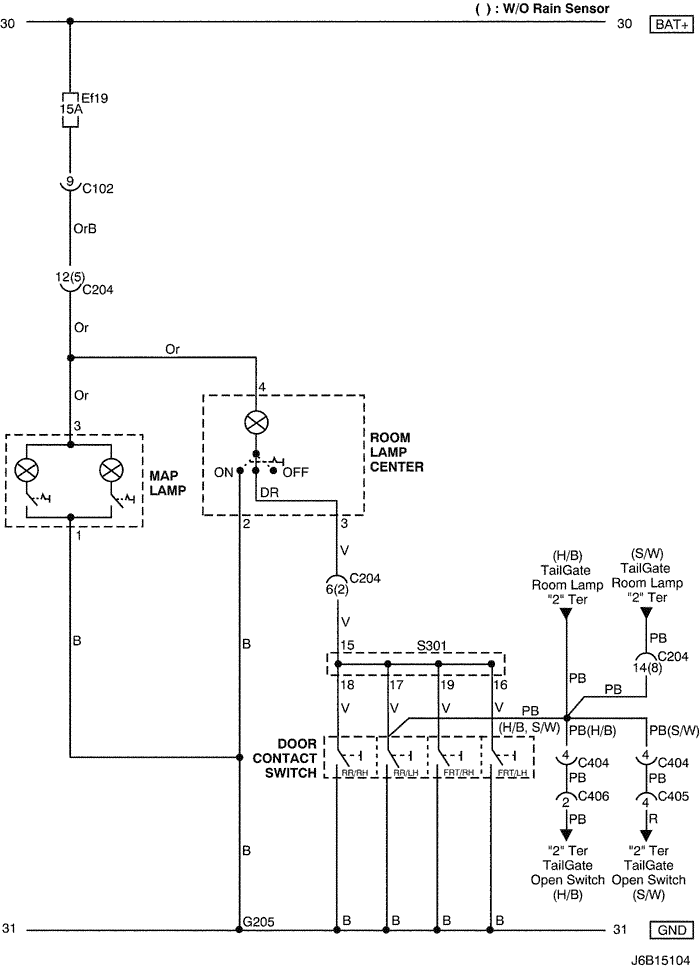 ( ) : W/O Rain Sensor
30
30
BAT+
Ef19
15A
9
C102
OrB
12(5)
C204
Or
Or
Or
4
3
MAP
LAMP
1
ROOM
LAMP
CENTER
ON
OFF
DR
2
3
V
C204
6(2)
V
B
B
15
S301
18
17
19
16
V
V
V
V
PB
(H/B, S/W)
DOOR
CONTACT
SWITCH
RR/RH
RR/LH
FRT/RH
FRT/LH
(H/B)
TailGate
Room Lamp
"2" Ter
(S/W)
TailGate
Room Lamp
"2" Ter
PB
C204
14(8)
PB
PB
PB(H/B)
PB(S/W)
4
C404
4
C404
PB
PB
2
C406
4
C405
PB
R
"2" Ter
TailGate
Open Switch
(H/B)
"2" Ter
TailGate
Open Switch
(S/W)
B
G205
B
B
B
B
31
31
GND
J6B15104